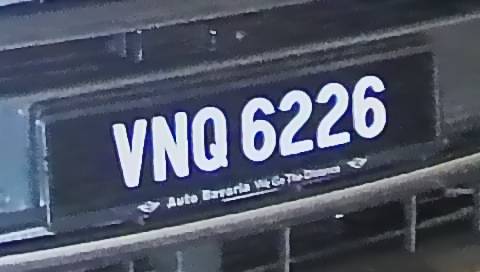 VNQ 6226
Auto Bavaria We Go The Distance